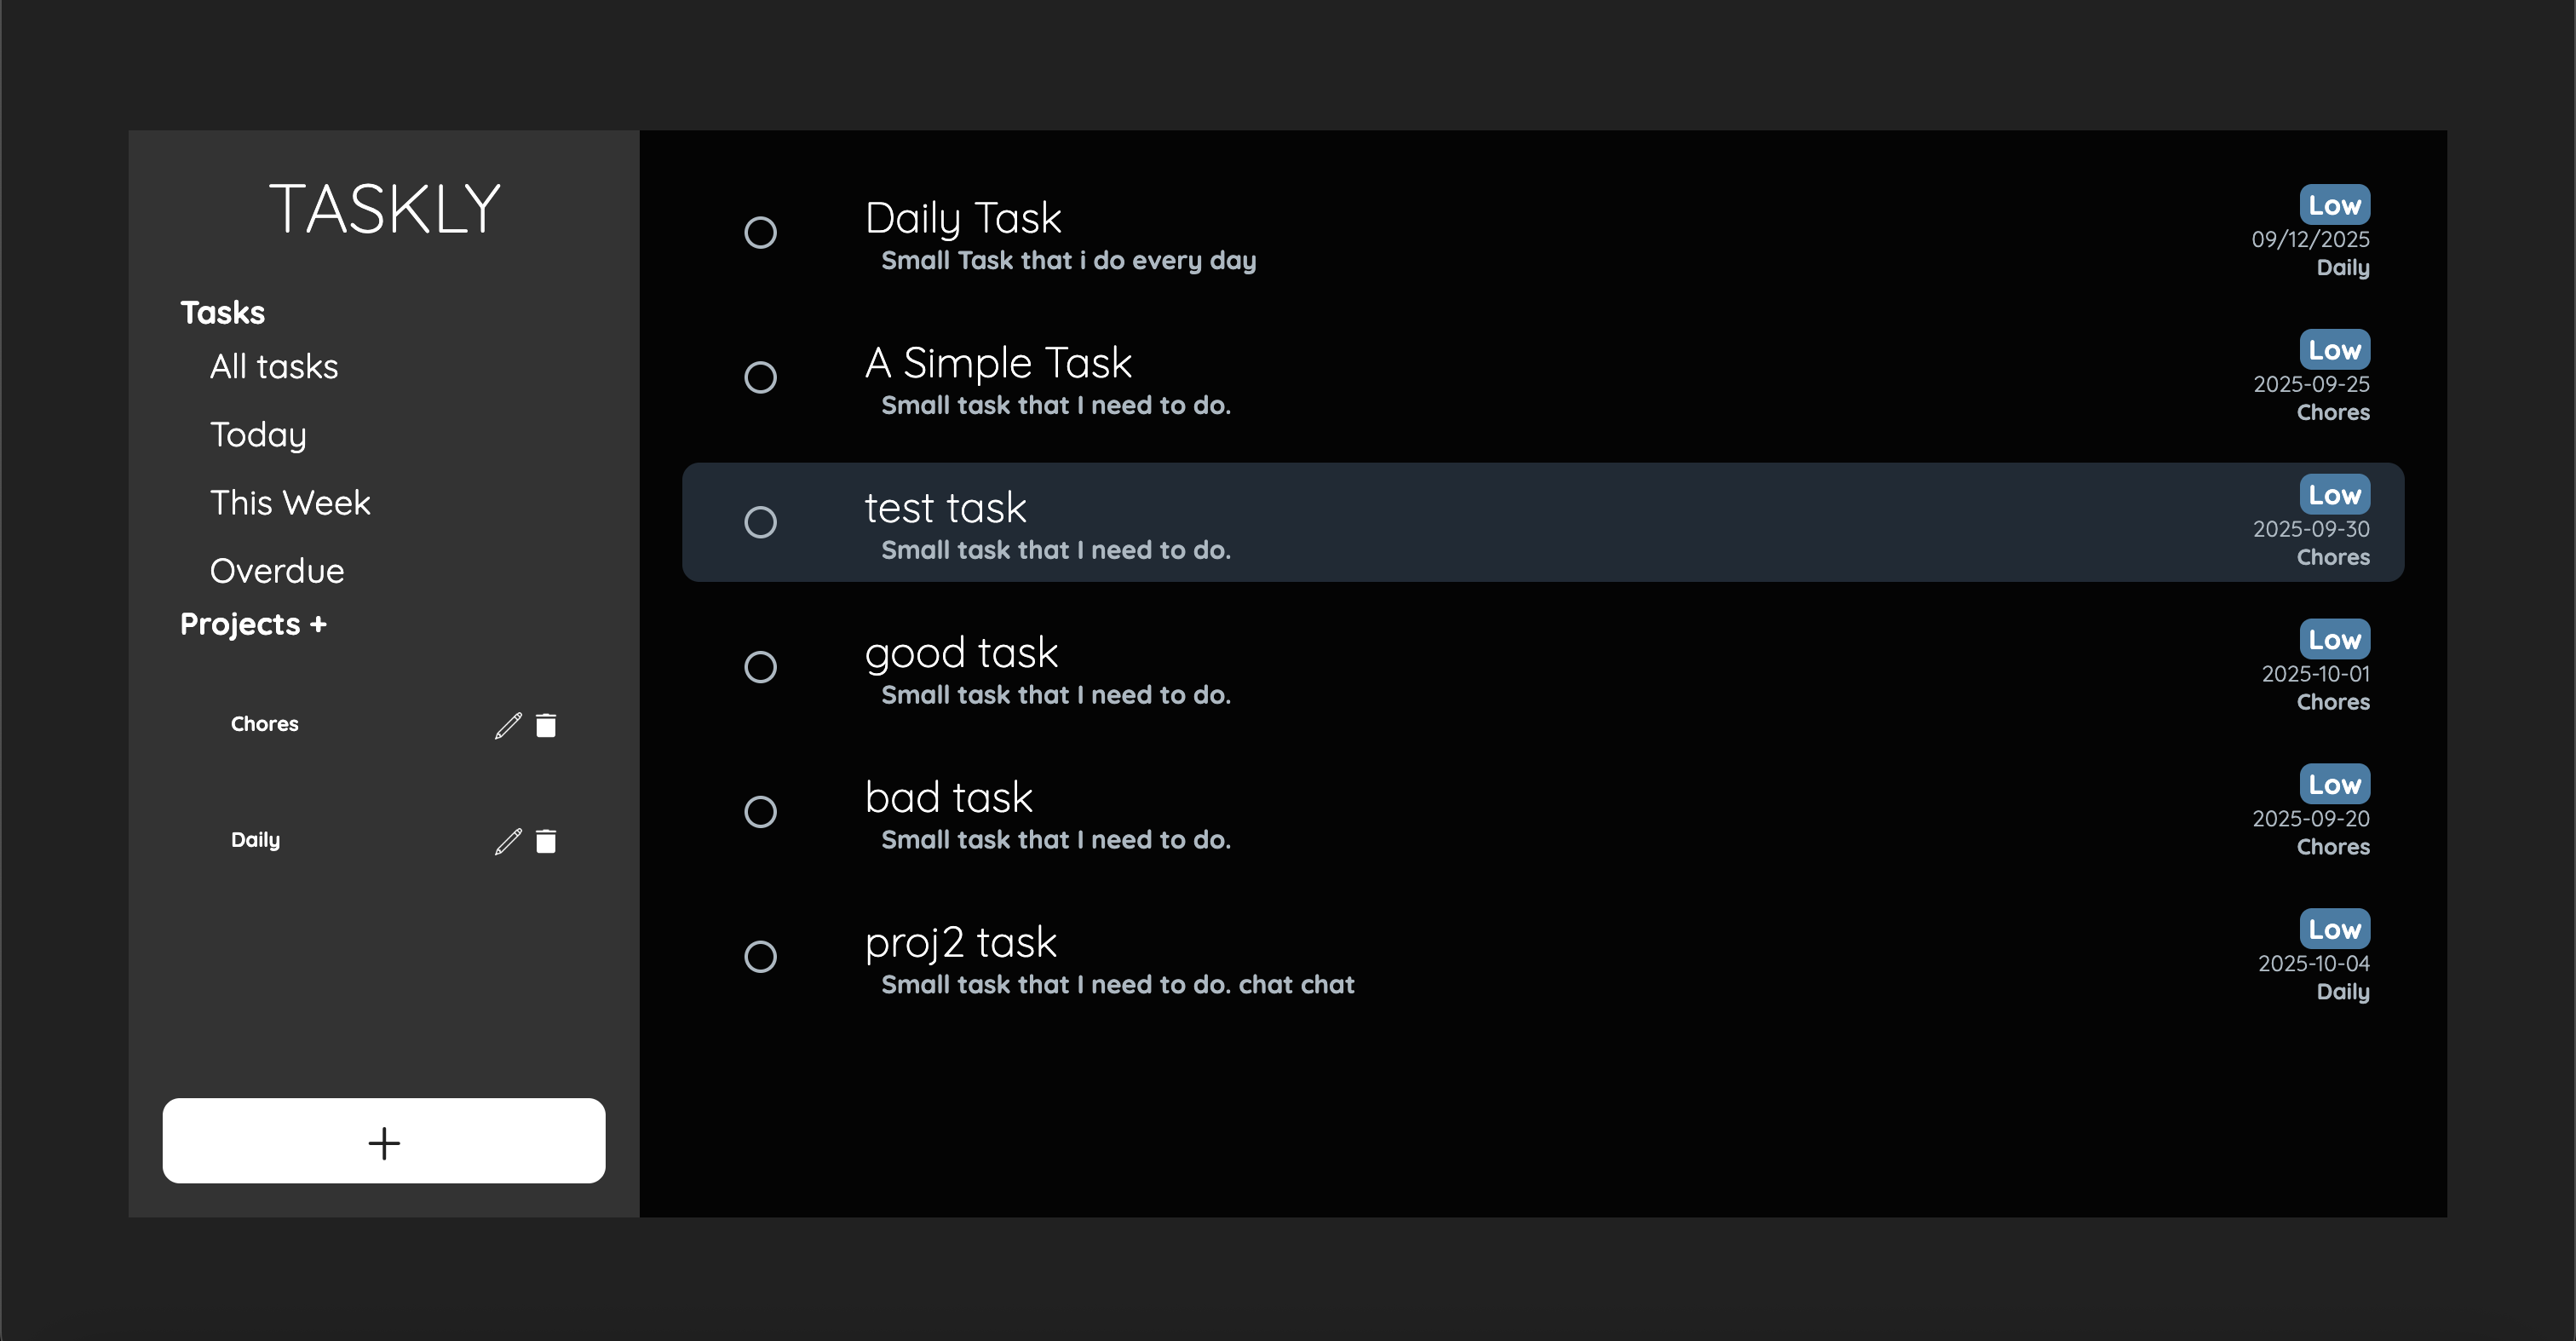 TASKLY
Tasks
All tasks
Today
This Week
Overdue
Projects +
Chores
Daily
+
Daily Task
Small Task that i do every day
Low
09/12/2025
Daily
A Simple Task
Small task that I need to do.
Low
2025-09-25
Chores
test task
Small task that I need to do.
Low
2025-09-30
Chores
good task
Small task that I need to do.
Low
2025-10-01
Chores
bad task
Small task that I need to do.
Low
2025-09-20
Chores
proj2 task
Small task that I need to do. chat chat
Low
2025-10-04
Daily